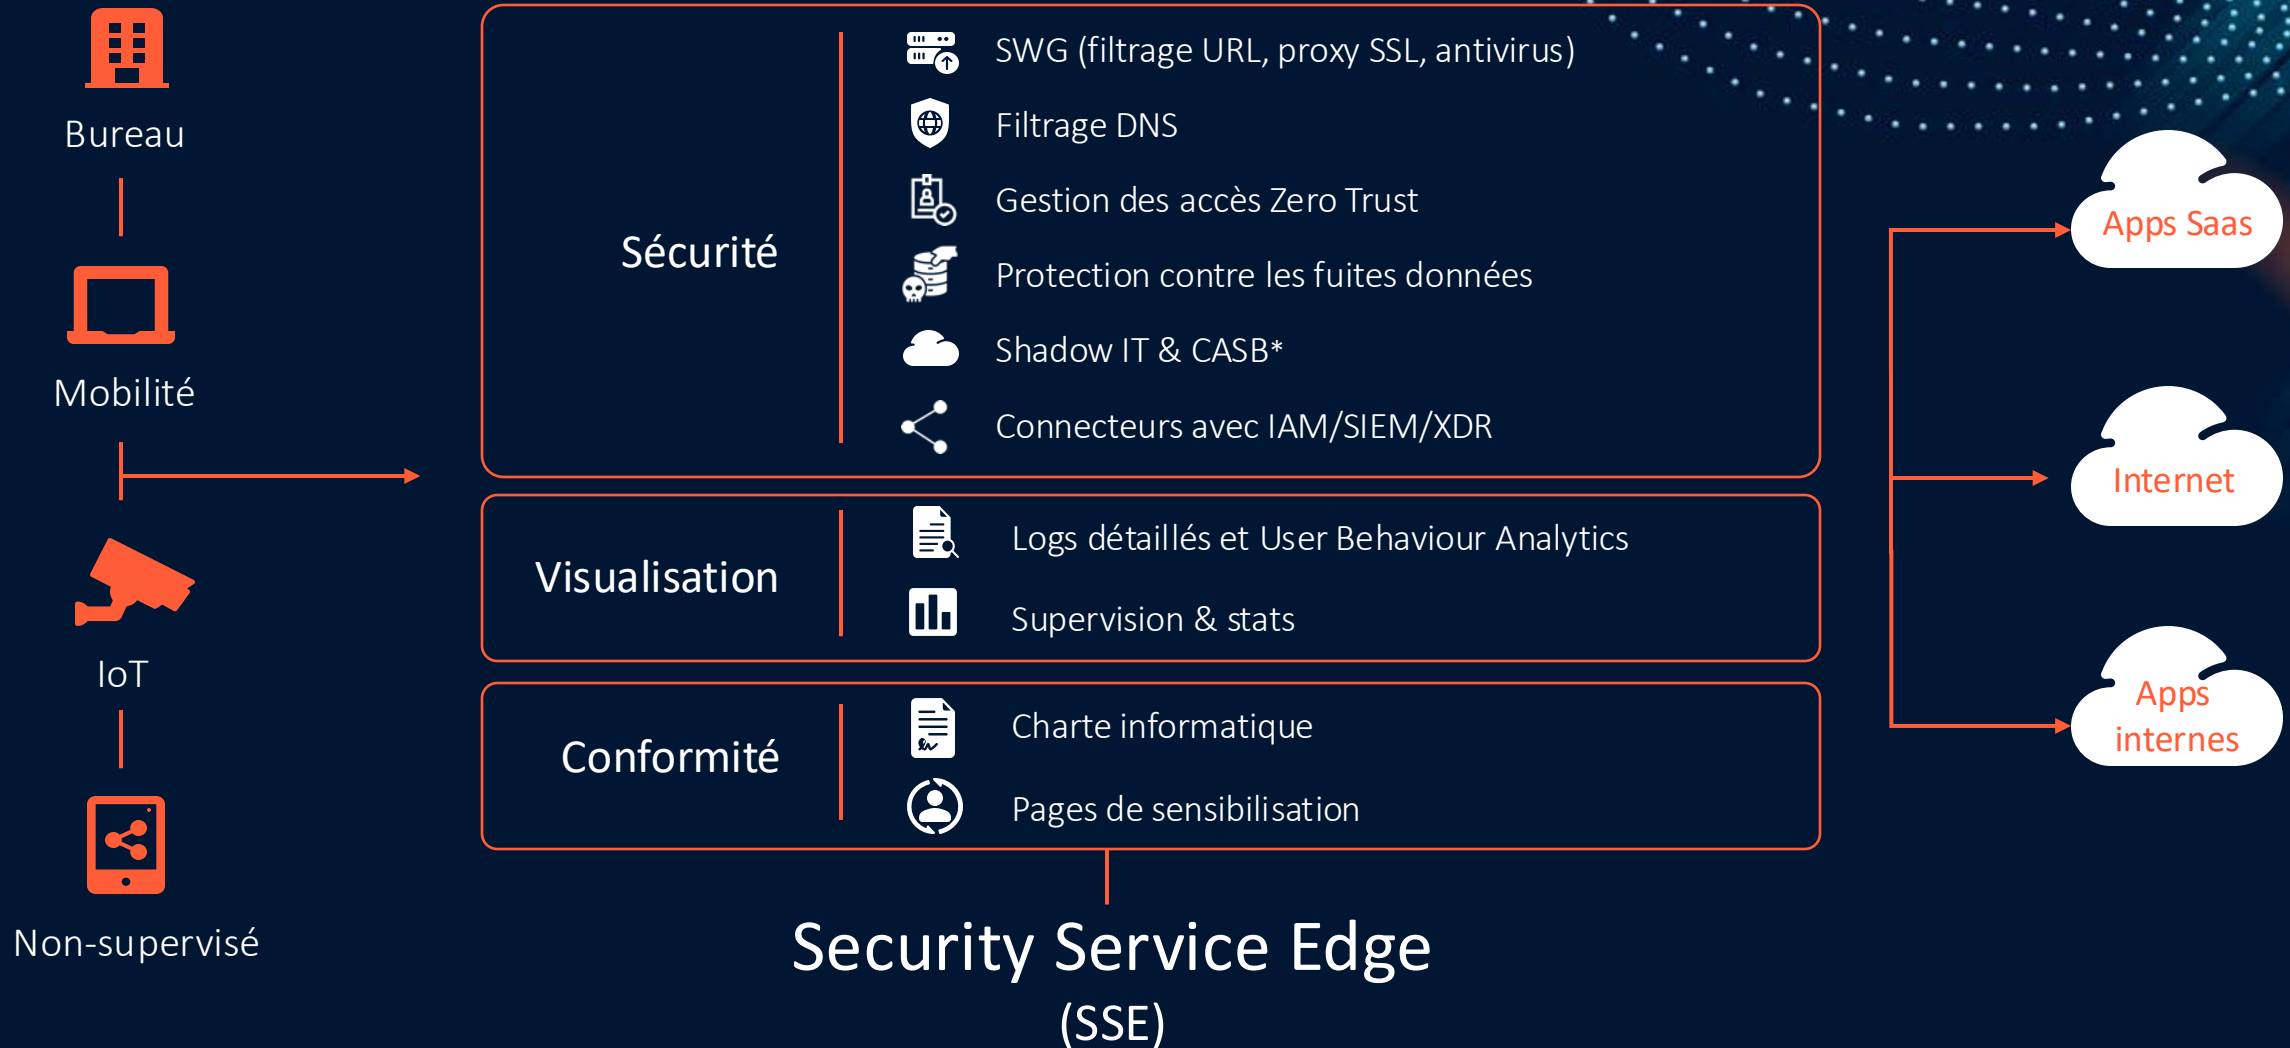 Bureau
Mobilité
IoT
Non-supervisé
Sécurité
SWG (filtrage URL, proxy SSL, antivirus)
Filtrage DNS
Gestion des accès Zero Trust
Protection contre les fuites données
Shadow IT & CASB*
Connecteurs avec IAM/SIEM/XDR
Visualisation
Logs détaillés et User Behaviour Analytics
Supervision & stats
Conformité
Charte informatique
Pages de sensibilisation
Security Service Edge
(SSE)
Apps Saas
Internet
Apps
internes